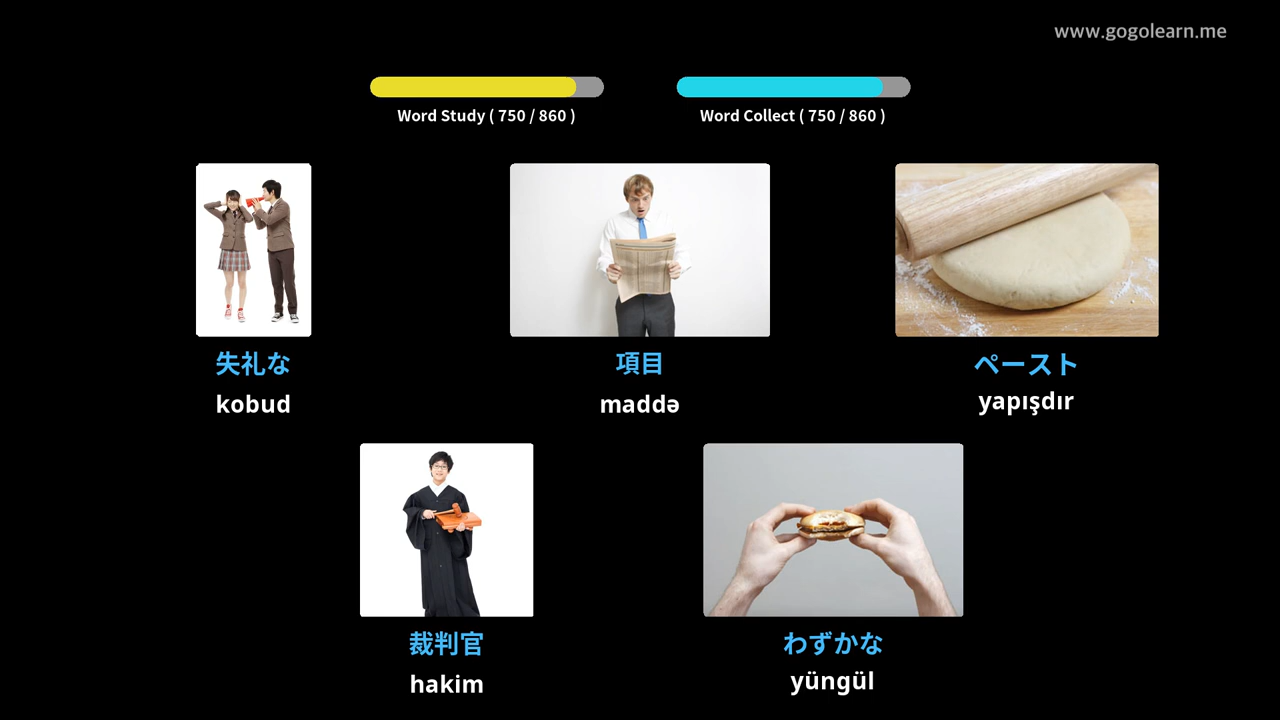 www.gogolearn.me
Word Study ( 750 / 860 )
Word Collect ( 750 / 860 )
失礼な
kobud
項目
maddə
ペースト
yapışdır
裁判官
hakim
わずかな
yüngül